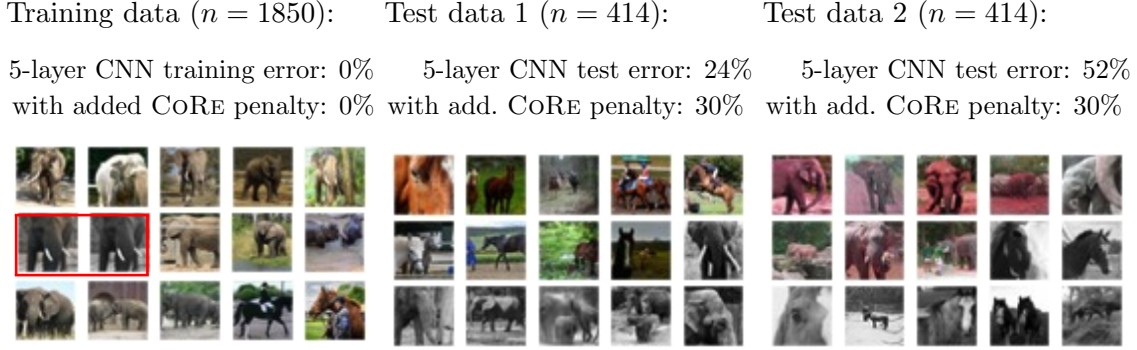 Training data (n = 1850): Test data 1 (n = 414): Test data 2 (n = 414):
5-layer CNN training error: 0% 5-layer CNN test error: 24% 5-layer CNN test error: 52%
with added CORE penalty: 0% with add. CORE penalty: 30% with add. CORE penalty: 30%